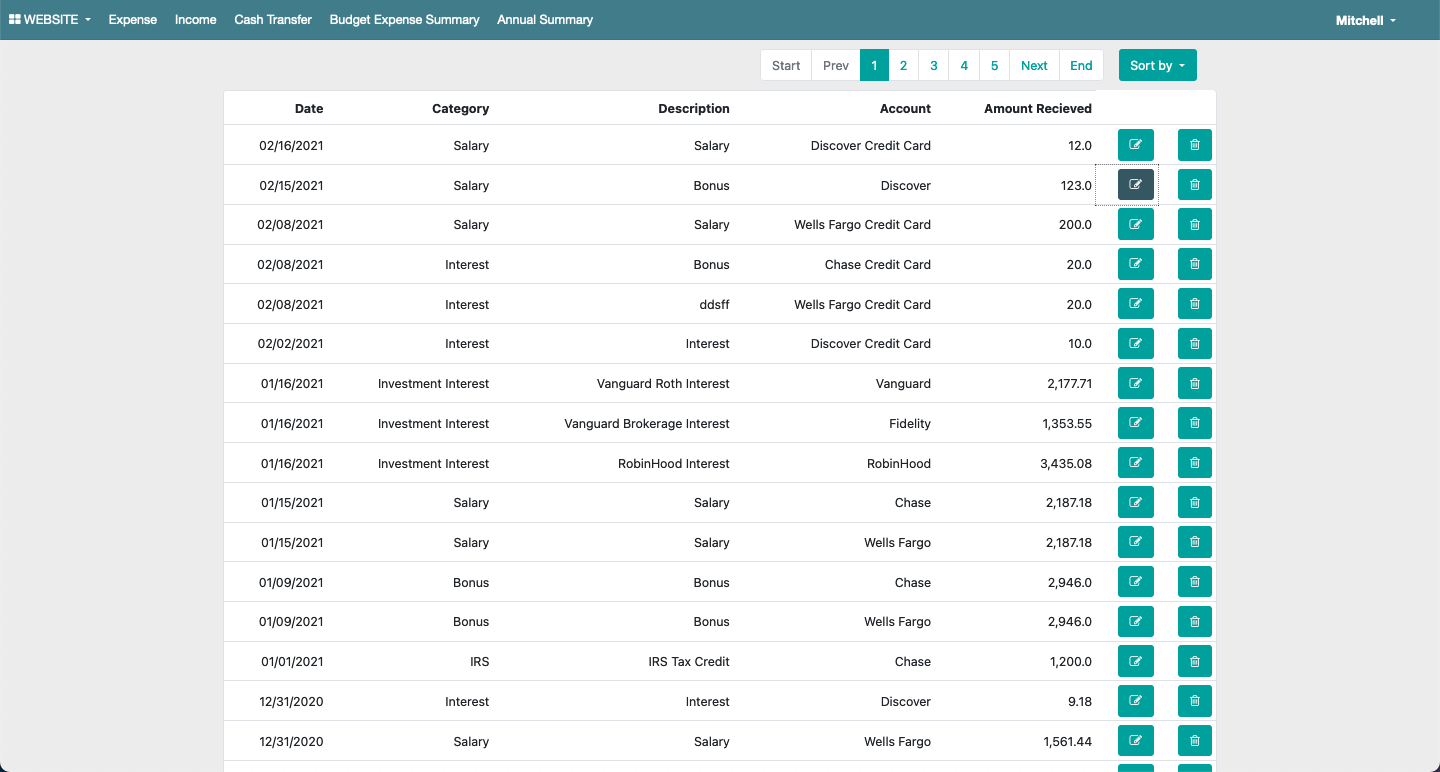 WEBSITE Expense Income Cash Transfer Budget Expense Summary Annual Summary Mitchell
Start Prev 1 2 3 4 5 Next End Sort by
Date Category Description Account Amount Recieved
02/16/2021 Salary Salary Discover Credit Card 12.0
02/15/2021 Salary Bonus Discover 123.0
02/08/2021 Salary Salary Wells Fargo Credit Card 200.0
02/08/2021 Interest Bonus Chase Credit Card 20.0
02/08/2021 Interest ddsff Wells Fargo Credit Card 20.0
02/02/2021 Interest Interest Discover Credit Card 10.0
01/16/2021 Investment Interest Vanguard Roth Interest Vanguard 2,177.71
01/16/2021 Investment Interest Vanguard Brokerage Interest Fidelity 1,353.55
01/16/2021 Investment Interest RobinHood Interest RobinHood 3,435.08
01/15/2021 Salary Salary Chase 2,187.18
01/15/2021 Salary Salary Wells Fargo 2,187.18
01/09/2021 Bonus Bonus Chase 2,946.0
01/09/2021 Bonus Bonus Wells Fargo 2,946.0
01/01/2021 IRS IRS Tax Credit Chase 1,200.0
12/31/2020 Interest Interest Discover 9.18
12/31/2020 Salary Salary Wells Fargo 1,561.44